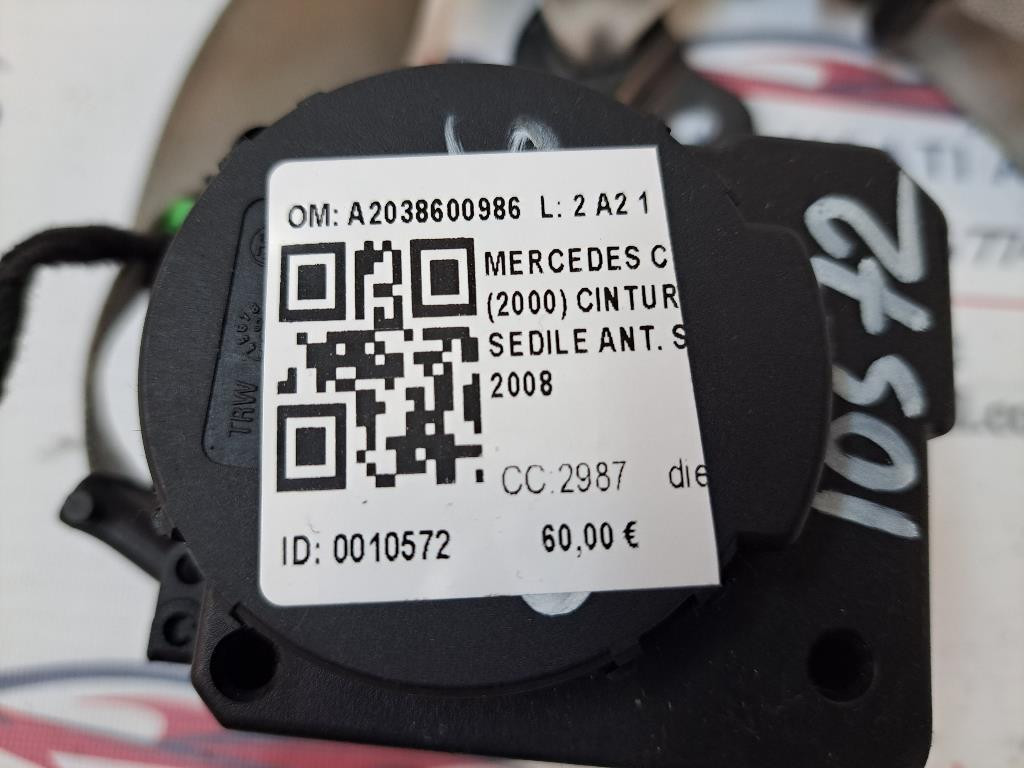 OM: A2038600986 L: 2 A2 1
MERCEDES C
(2000) CINTUR
SEDILE ANT. S
2008
CC:2987 die
ID: 0010572 60,00 €
TRW
10572